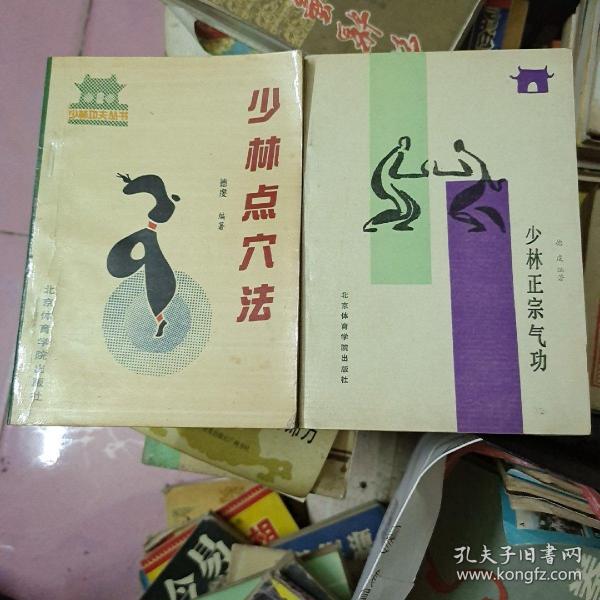 少林功夫丛书
少林点穴法
德虔 编著
北京体育学院出版社
少林正宗气功
德虔编著
北京体育学院出版社
易
孔夫子旧书网
www.kongfz.com